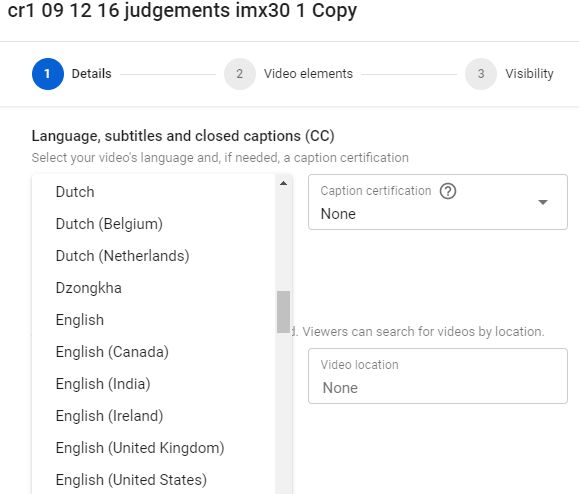 cr1 09 12 16 judgements imx30 1 Copy
1 Details 2 Video elements 3 Visibility
Language, subtitles and closed captions (CC)
Select your video's language and, if needed, a caption certification
Dutch
Dutch (Belgium)
Dutch (Netherlands)
Dzongkha
English
English (Canada)
English (India)
English (Ireland)
English (United Kingdom)
English (United States)
Caption certification ?
None
. Viewers can search for videos by location.
Video location
None